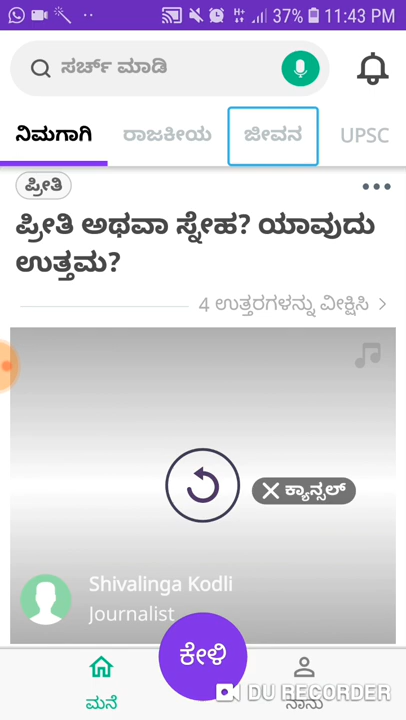 37% 11:43 PM
ಸರ್ಚ್ ಮಾಡಿ
ನಿಮಗಾಗಿ ರಾಜಕೀಯ ಜೀವನ UPSC
ಪ್ರೀತಿ
ಪ್ರೀತಿ ಅಥವಾ ಸ್ನೇಹ? ಯಾವುದು
ಉತ್ತಮ?
4 ಉತ್ತರಗಳನ್ನು ವೀಕ್ಷಿಸಿ
ಕ್ಯಾನ್ಸಲ್
Shivalinga Kodli
Journalist
ಕೇಳಿ
ಮನೆ ನಾನು
DU RECORDER